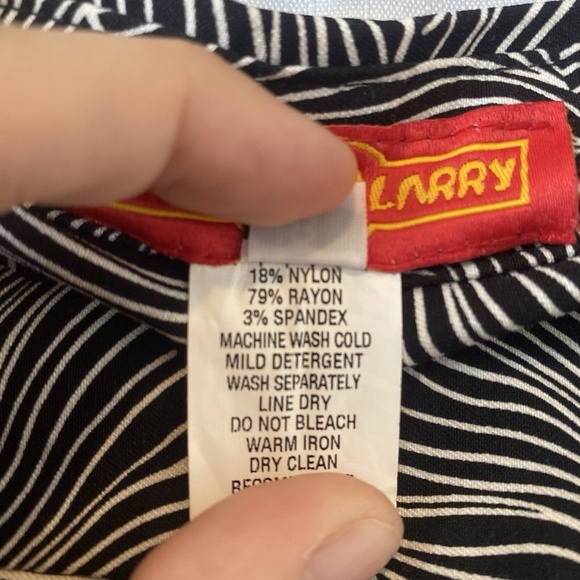 LARRY
18% NYLON
79% RAYON
3% SPANDEX
MACHINE WASH COLD
MILD DETERGENT
WASH SEPARATELY
LINE DRY
DO NOT BLEACH
WARM IRON
DRY CLEAN